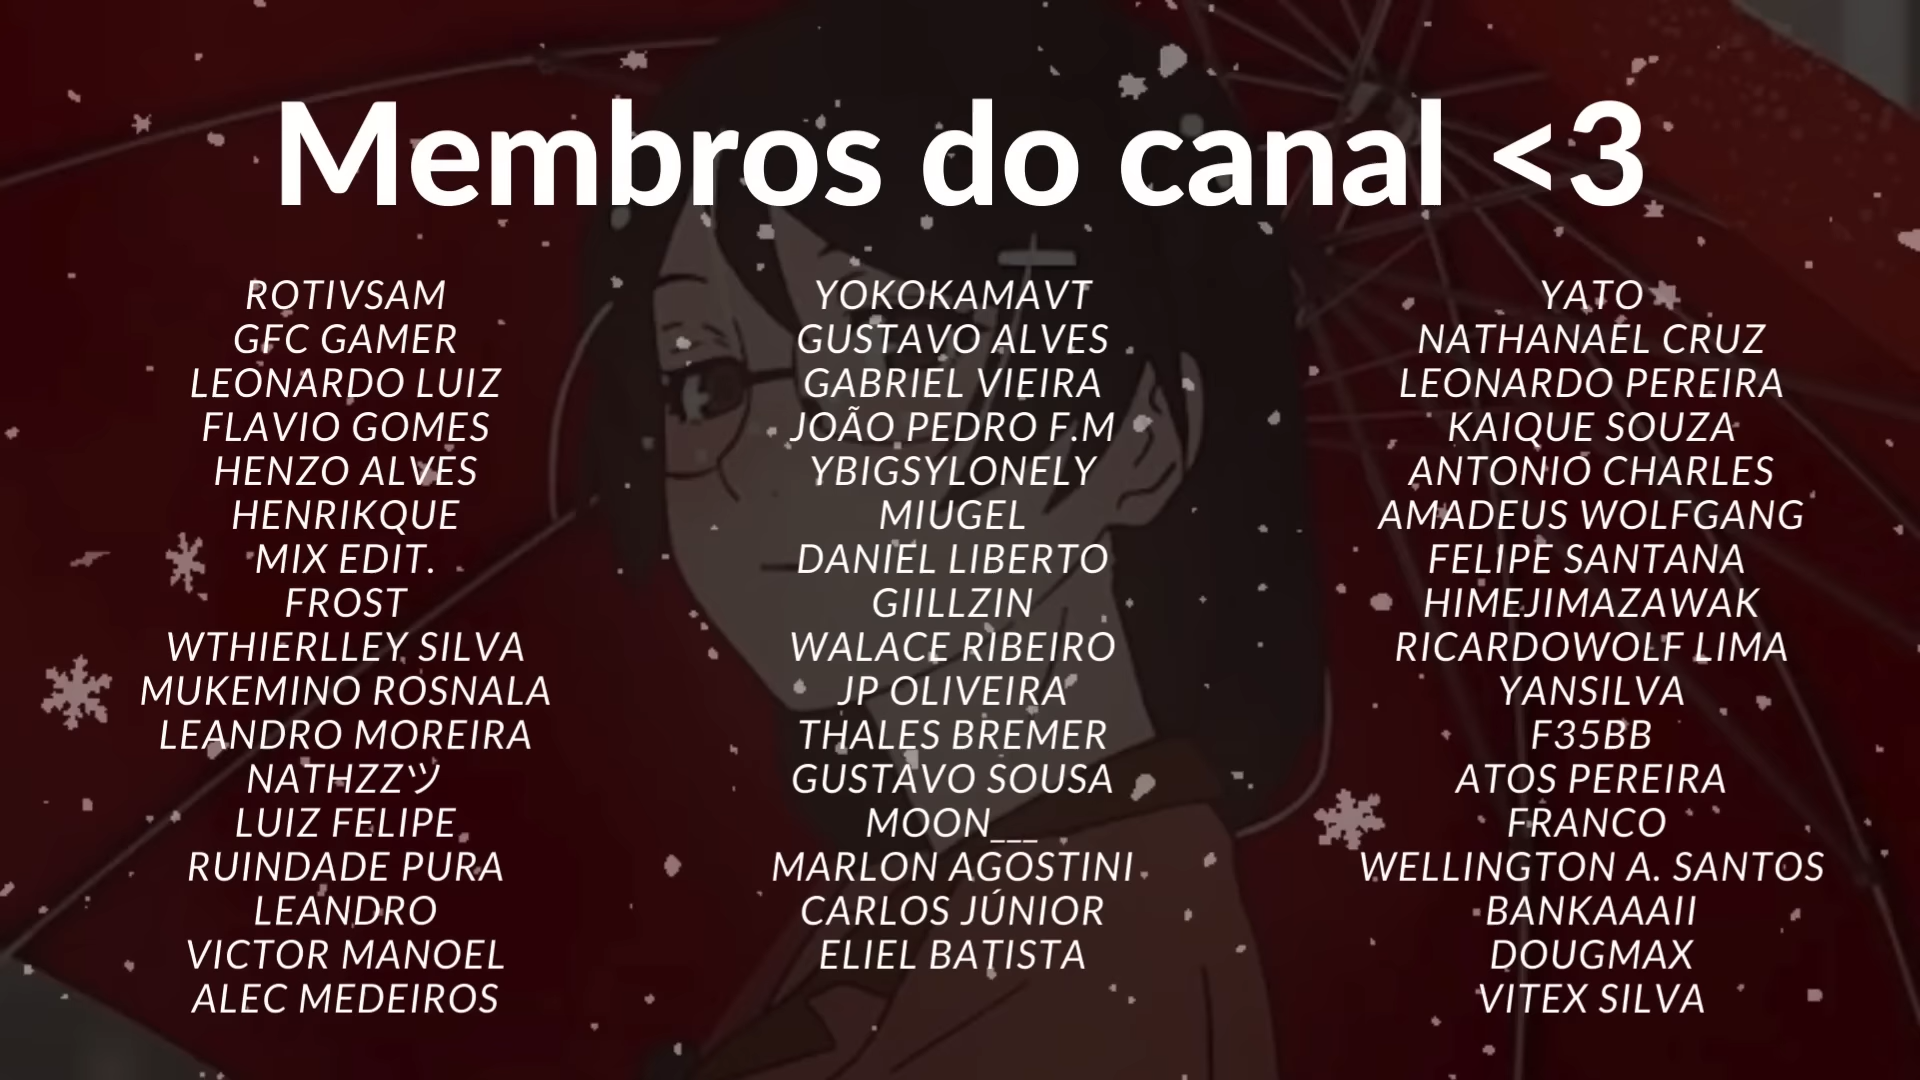 Membros do canal <3
ROTIVSAM
GFC GAMER
LEONARDO LUIZ
FLAVIO GOMES
HENZO ALVES
HENRIKQUE
MIX EDIT.
FROST
WTHIERLLEY SILVA
MUKEMINO ROSNALA
LEANDRO MOREIRA
NATHZZツ
LUIZ FELIPE
RUINDADE PURA
LEANDRO
VICTOR MANOEL
ALEC MEDEIROS
YOKOKAMAVT
GUSTAVO ALVES
GABRIEL VIEIRA
JOÃO PEDRO F.M
YBIGSYLONELY
MIUGEL
DANIEL LIBERTO
GIILLZIN
WALACE RIBEIRO
JP OLIVEIRA
THALES BREMER
GUSTAVO SOUSA
MOON___
MARLON AGOSTINI
CARLOS JÚNIOR
ELIEL BATISTA
YATO
NATHANAEL CRUZ
LEONARDO PEREIRA
KAIQUE SOUZA
ANTONIO CHARLES
AMADEUS WOLFGANG
FELIPE SANTANA
HIMEJIMAZAWAK
RICARDOWOLF LIMA
YANSILVA
F35BB
ATOS PEREIRA
FRANCO
WELLINGTON A. SANTOS
BANKAAAII
DOUGMAX
VITEX SILVA